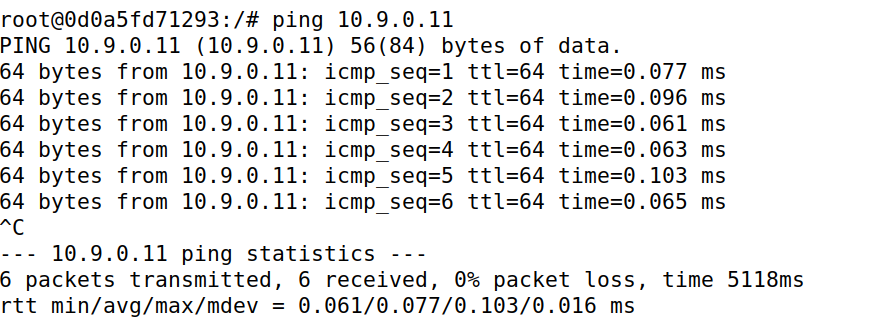 root@0d0a5fd71293:/# ping 10.9.0.11
PING 10.9.0.11 (10.9.0.11) 56(84) bytes of data.
64 bytes from 10.9.0.11: icmp_seq=1 ttl=64 time=0.077 ms
64 bytes from 10.9.0.11: icmp_seq=2 ttl=64 time=0.096 ms
64 bytes from 10.9.0.11: icmp_seq=3 ttl=64 time=0.061 ms
64 bytes from 10.9.0.11: icmp_seq=4 ttl=64 time=0.063 ms
64 bytes from 10.9.0.11: icmp_seq=5 ttl=64 time=0.103 ms
64 bytes from 10.9.0.11: icmp_seq=6 ttl=64 time=0.065 ms
^C
--- 10.9.0.11 ping statistics ---
6 packets transmitted, 6 received, 0% packet loss, time 5118ms
rtt min/avg/max/mdev = 0.061/0.077/0.103/0.016 ms